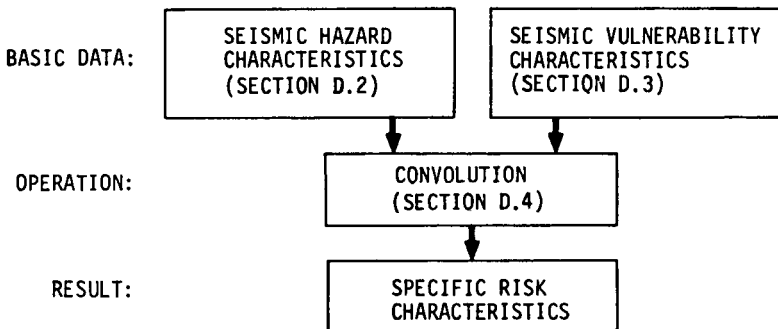 BASIC DATA:
SEISMIC HAZARD
CHARACTERISTICS
(SECTION D.2)
SEISMIC VULNERABILITY
CHARACTERISTICS
(SECTION D.3)
OPERATION:
CONVOLUTION
(SECTION D.4)
RESULT:
SPECIFIC RISK
CHARACTERISTICS